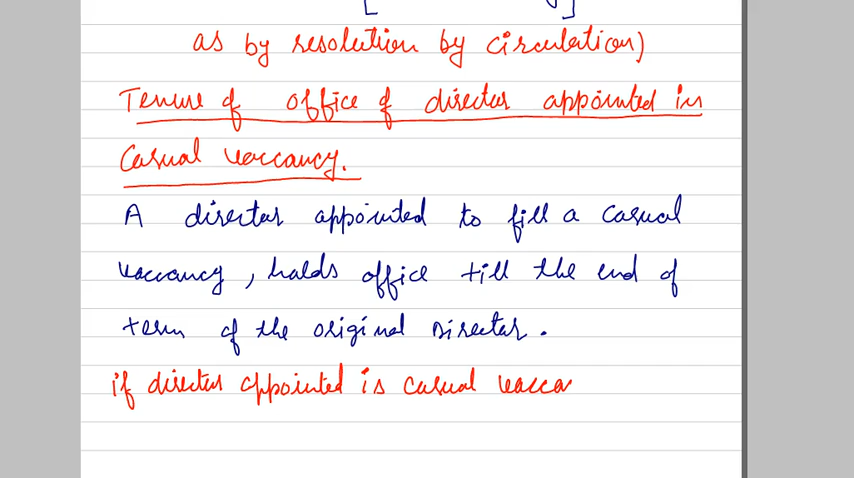 as by resolution by circulation)
Tenure of office of director appointed in
Casual vaccancy.
A director appointed to fill a casual
vaccancy, holds office till the end of
term of the original Director.
if director appointed is casual vacca